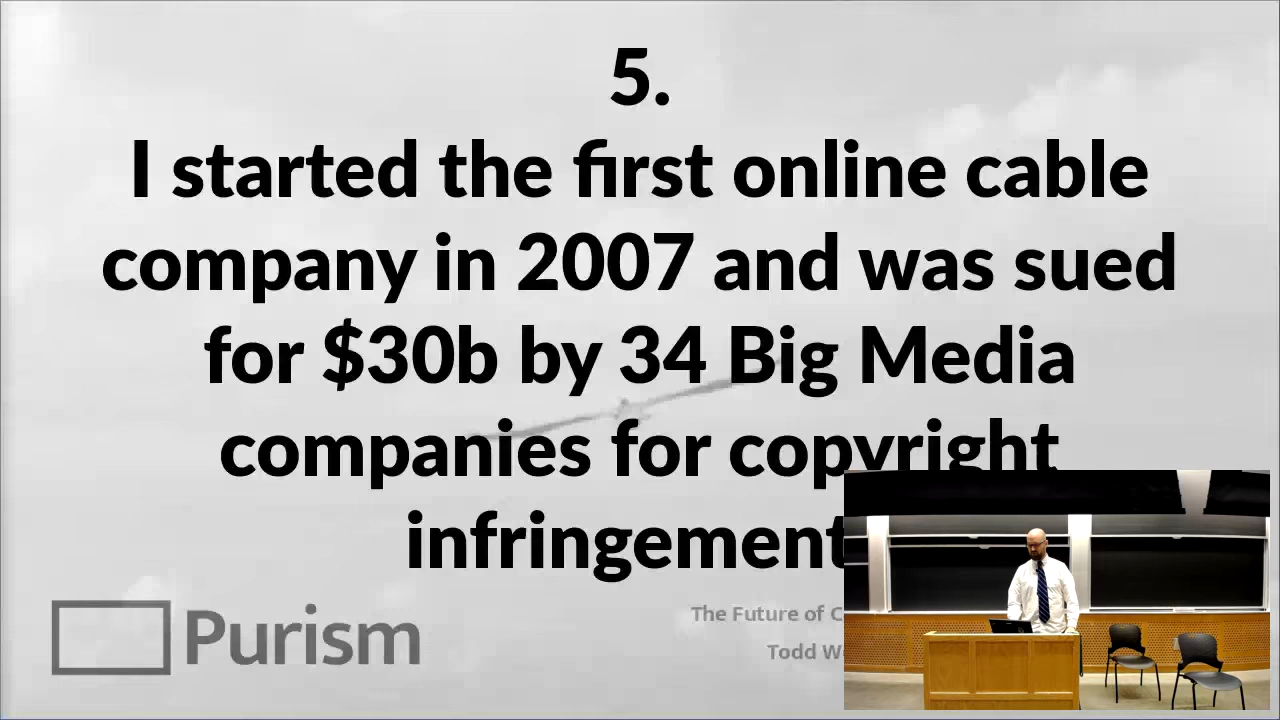 5.
I started the first online cable
company in 2007 and was sued
for $30b by 34 Big Media
companies for copyright
infringement
Purism
The Future of
Todd